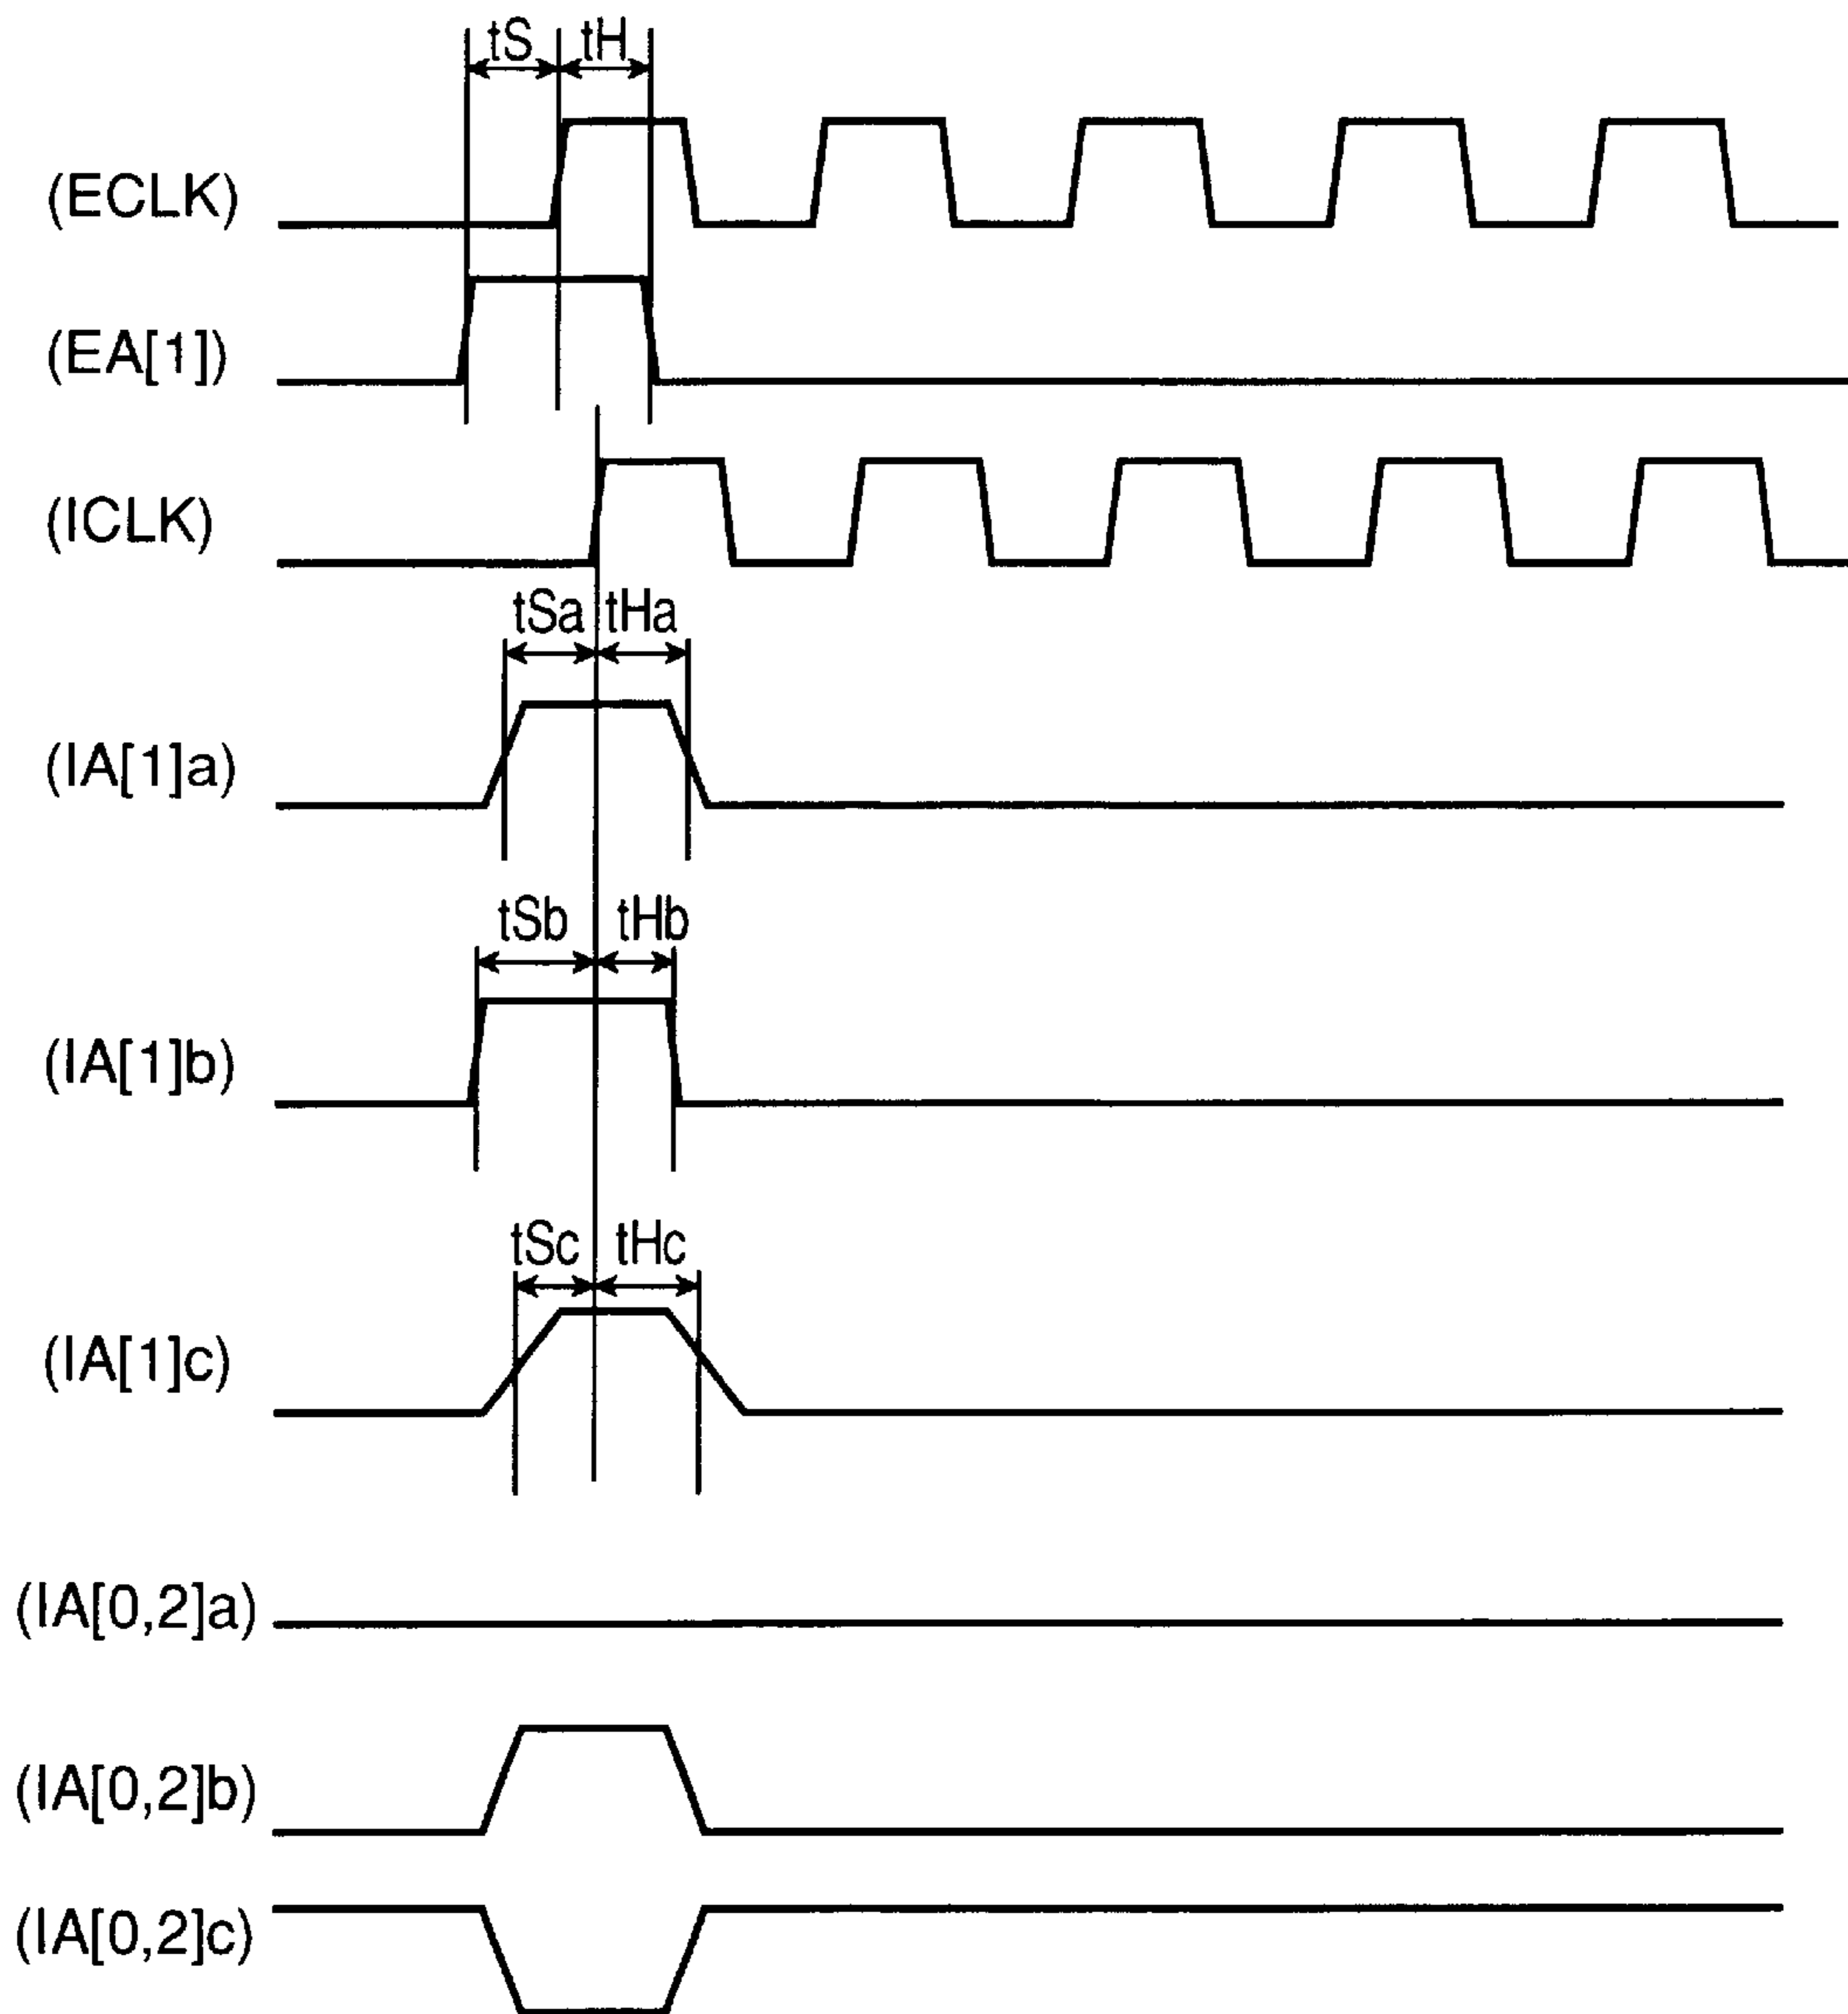 tS tH
(ECLK)
(EA[1])
(ICLK)
tSa tHa
(IA[1]a)
tSb tHb
(IA[1]b)
tSc tHc
(IA[1]c)
(IA[0,2]a)
(IA[0,2]b)
(IA[0,2]c)